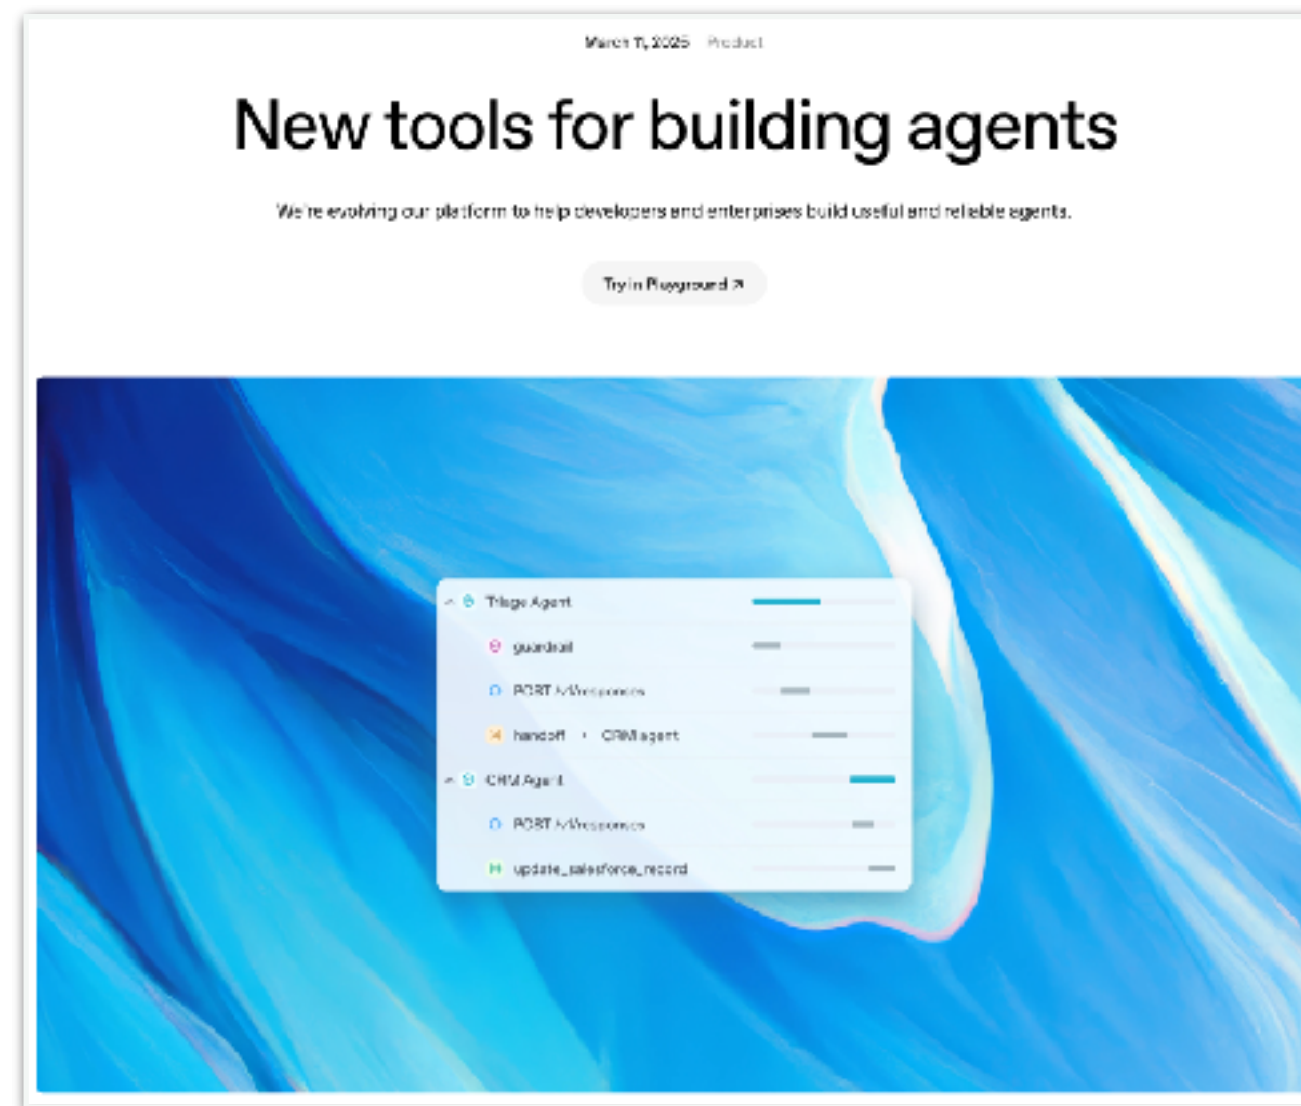 March 11, 2025 Product
New tools for building agents
We're evolving our platform to help developers and enterprises build useful and reliable agents.
Try in Playground ↗
Triage Agent
guardrail
POST /v1/responses
handoff › CRM agent
CRM Agent
POST /v1/responses
update_salesforce_record